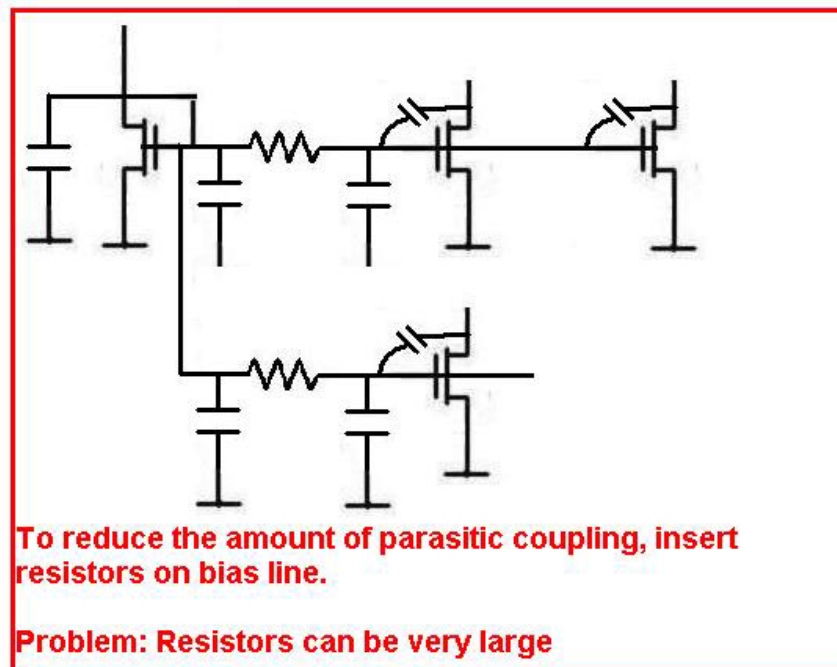 To reduce the amount of parasitic coupling, insert
resistors on bias line.
Problem: Resistors can be very large